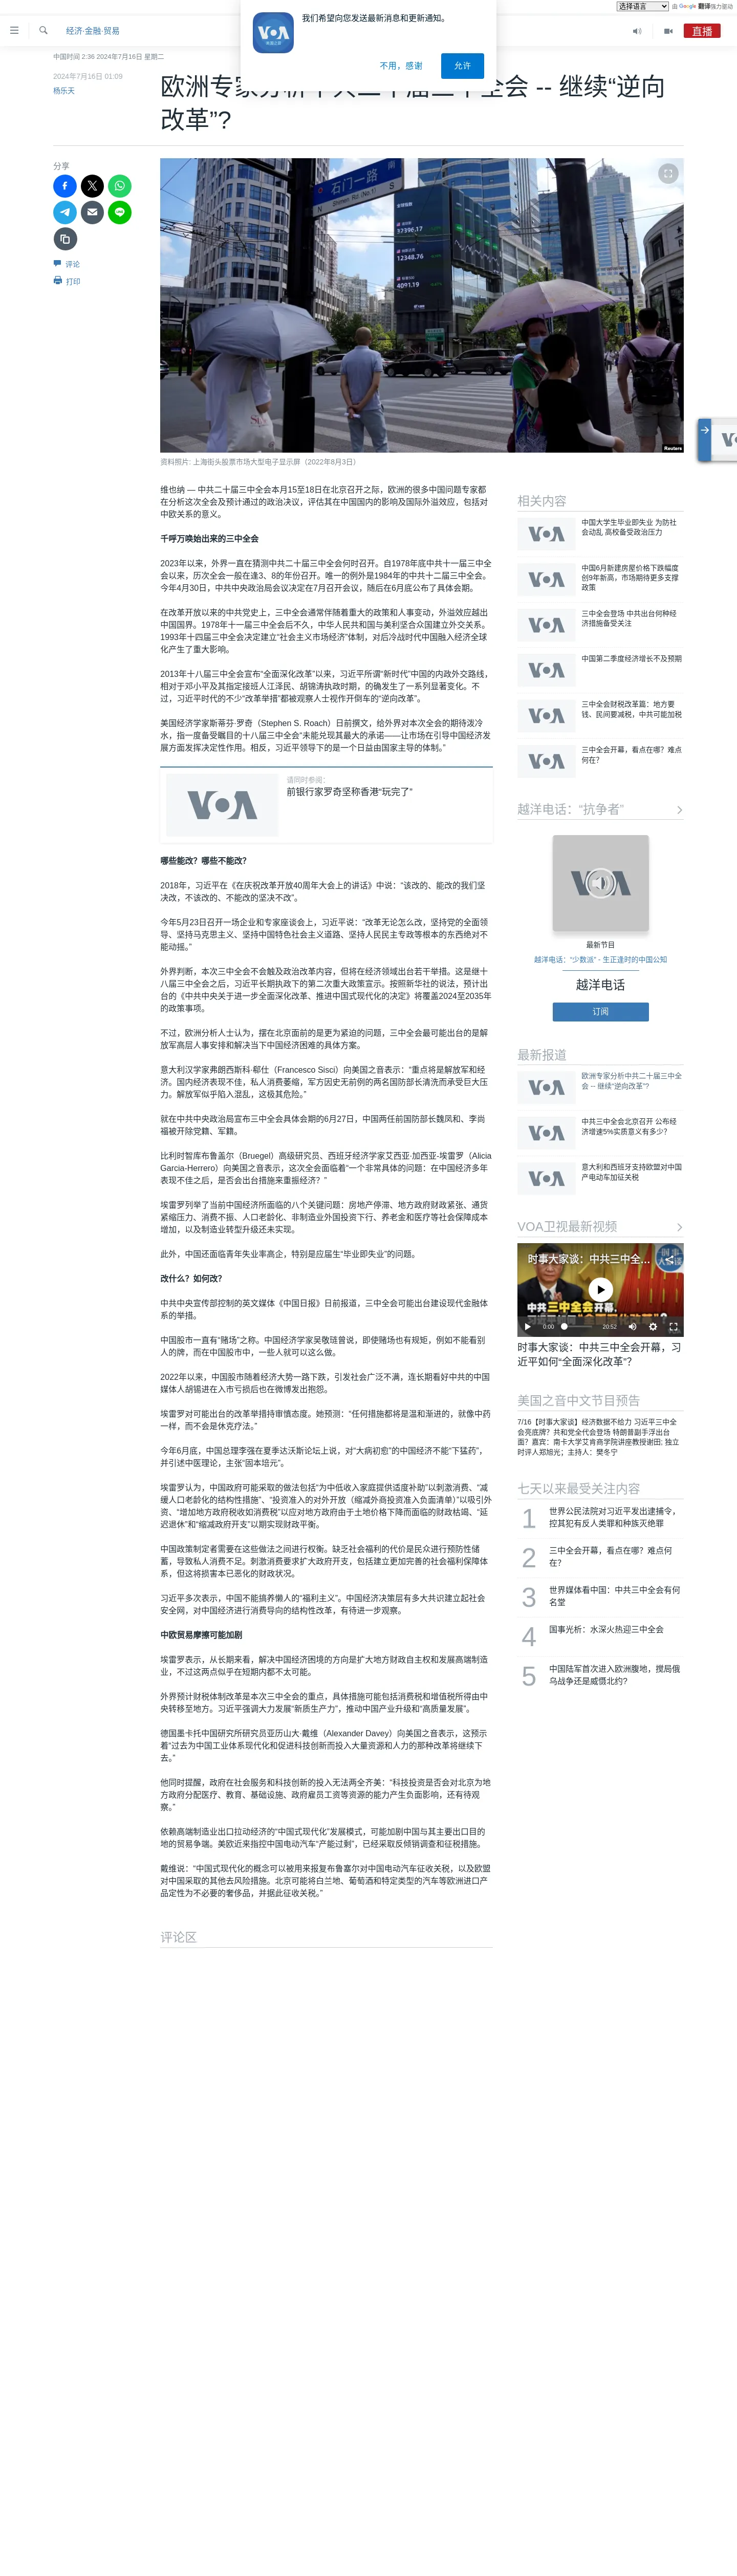 选择语言
由 Google 翻译强力驱动
我们希望向您发送最新消息和更新通知。
VOA
不用，感谢
允许
经济·金融·贸易
直播
中国时间 2:36 2024年7月16日 星期二
2024年7月16日 01:09
杨乐天
欧洲专家分析中共二十届三中全会 -- 继续“逆向
改革”?
分享
评论
打印
南
石门一路
Shimen No.1 Rd
N
S
3236.37
12348.76
4091.19
Reuters
资料照片: 上海街头股票市场大型电子显示屏（2022年8月3日）
维也纳 — 中共二十届三中全会本月15至18日在北京召开之际，欧洲的很多中国问题专家都
在分析这次全会及预计通过的政治决议，评估其在中国国内的影响及国际外溢效应，包括对
中欧关系的意义。
千呼万唤始出来的三中全会
2023年以来，外界一直在猜测中共二十届三中全会何时召开。自1978年底中共十一届三中全
会以来，历次全会一般在逢3、8的年份召开。唯一的例外是1984年的中共十二届三中全会。
今年4月30日，中共中央政治局会议决定在7月召开会议，随后在6月底公布了具体会期。
在改革开放以来的中共党史上，三中全会通常伴随着重大的政策和人事变动，外溢效应越出
中国国界。1978年十一届三中全会后不久，中华人民共和国与美利坚合众国建立外交关系。
1993年十四届三中全会决定建立“社会主义市场经济”体制，对后冷战时代中国融入经济全球
化产生了重大影响。
2013年十八届三中全会宣布“全面深化改革”以来，习近平所谓“新时代”中国的内政外交路线，
相对于邓小平及其指定接班人江泽民、胡锦涛执政时期，的确发生了一系列显著变化。不
过，习近平时代的不少“改革举措”都被观察人士视作开倒车的“逆向改革”。
美国经济学家斯蒂芬·罗奇（Stephen S. Roach）日前撰文，给外界对本次全会的期待泼冷
水，指一度备受瞩目的十八届三中全会“未能兑现其最大的承诺——让市场在引导中国经济发
展方面发挥决定性作用。相反，习近平领导下的是一个日益由国家主导的体制。”
VOA
请同时参阅：
前银行家罗奇坚称香港“玩完了”
哪些能改？哪些不能改？
2018年，习近平在《在庆祝改革开放40周年大会上的讲话》中说：“该改的、能改的我们坚
决改，不该改的、不能改的坚决不改”。
今年5月23日召开一场企业和专家座谈会上，习近平说：“改革无论怎么改，坚持党的全面领
导、坚持马克思主义、坚持中国特色社会主义道路、坚持人民民主专政等根本的东西绝对不
能动摇。”
外界判断，本次三中全会不会触及政治改革内容，但将在经济领域出台若干举措。这是继十
八届三中全会之后，习近平长期执政下的第二次重大政策宣示。按照新华社的说法，预计出
台的《中共中央关于进一步全面深化改革、推进中国式现代化的决定》将覆盖2024至2035年
的政策事项。
不过，欧洲分析人士认为，摆在北京面前的是更为紧迫的问题，三中全会最可能出台的是解
放军高层人事安排和解决当下中国经济困难的具体方案。
意大利汉学家弗朗西斯科·郗仕（Francesco Sisci）向美国之音表示：“重点将是解放军和经
济。国内经济表现不佳，私人消费萎缩，军方因史无前例的两名国防部长清洗而承受巨大压
力。解放军似乎陷入混乱，这极其危险。”
就在中共中央政治局宣布三中全会具体会期的6月27日，中国两任前国防部长魏凤和、李尚
福被开除党籍、军籍。
比利时智库布鲁盖尔（Bruegel）高级研究员、西班牙经济学家艾西亚·加西亚-埃雷罗（Alicia
Garcia-Herrero）向美国之音表示，这次全会面临着“一个非常具体的问题：在中国经济多年
表现不佳之后，是否会出台措施来重振经济？”
埃雷罗列举了当前中国经济所面临的八个关键问题：房地产停滞、地方政府财政紧张、通货
紧缩压力、消费不振、人口老龄化、非制造业外国投资下行、养老金和医疗等社会保障成本
增加，以及制造业转型升级还未实现。
此外，中国还面临青年失业率高企，特别是应届生“毕业即失业”的问题。
改什么？如何改?
中共中央宣传部控制的英文媒体《中国日报》日前报道，三中全会可能出台建设现代金融体
系的举措。
中国股市一直有“赌场”之称。中国经济学家吴敬琏曾说，即使赌场也有规矩，例如不能看别
人的牌，而在中国股市中，一些人就可以这么做。
2022年以来，中国股市随着经济大势一路下跌，引发社会广泛不满，连长期看好中共的中国
媒体人胡锡进在入市亏损后也在微博发出抱怨。
埃雷罗对可能出台的改革举措持审慎态度。她预测：“任何措施都将是温和渐进的，就像中药
一样，而不会是休克疗法。”
今年6月底，中国总理李强在夏季达沃斯论坛上说，对“大病初愈”的中国经济不能“下猛药”，
并引述中医理论，主张“固本培元”。
埃雷罗认为，中国政府可能采取的做法包括“为中低收入家庭提供适度补助”以刺激消费、“减
缓人口老龄化的结构性措施”、“投资准入的对外开放（缩减外商投资准入负面清单）”以吸引外
资、“增加地方政府税收如消费税”以应对地方政府由于土地价格下降而面临的财政枯竭、“延
迟退休”和“缩减政府开支”以期实现财政平衡。
中国政策制定者需要在这些做法之间进行权衡。缺乏社会福利的代价是民众进行预防性储
蓄，导致私人消费不足。刺激消费要求扩大政府开支，包括建立更加完善的社会福利保障体
系，但这将损害本已恶化的财政状况。
习近平多次表示，中国不能搞养懒人的“福利主义”。中国经济决策层有多大共识建立起社会
安全网，对中国经济进行消费导向的结构性改革，有待进一步观察。
中欧贸易摩擦可能加剧
埃雷罗表示，从长期来看，解决中国经济困境的方向是扩大地方财政自主权和发展高端制造
业，不过这两点似乎在短期内都不太可能。
外界预计财税体制改革是本次三中全会的重点，具体措施可能包括消费税和增值税所得由中
央转移至地方。习近平强调大力发展“新质生产力”，推动中国产业升级和“高质量发展”。
德国墨卡托中国研究所研究员亚历山大·戴维（Alexander Davey）向美国之音表示，这预示
着“过去为中国工业体系现代化和促进科技创新而投入大量资源和人力的那种改革将继续下
去。”
他同时提醒，政府在社会服务和科技创新的投入无法两全齐美：“科技投资是否会对北京为地
方政府分配医疗、教育、基础设施、政府雇员工资等资源的能力产生负面影响，还有待观
察。”
依赖高端制造业出口拉动经济的“中国式现代化”发展模式，可能加剧中国与其主要出口目的
地的贸易争端。美欧近来指控中国电动汽车“产能过剩”，已经采取反倾销调查和征税措施。
戴维说：“中国式现代化的概念可以被用来报复布鲁塞尔对中国电动汽车征收关税，以及欧盟
对中国采取的其他去风险措施。北京可能将白兰地、葡萄酒和特定类型的汽车等欧洲进口产
品定性为不必要的奢侈品，并据此征收关税。”
评论区
相关内容
VOA
中国大学生毕业即失业 为防社
会动乱 高校备受政治压力
VOA
中国6月新建房屋价格下跌幅度
创9年新高，市场期待更多支撑
政策
VOA
三中全会登场 中共出台何种经
济措施备受关注
VOA
中国第二季度经济增长不及预期
VOA
三中全会财税改革篇：地方要
钱、民间要减税，中共可能加税
VOA
三中全会开幕，看点在哪？难点
何在？
越洋电话：“抗争者”
最新节目
越洋电话：“少数派” - 生正逢时的中国公知
越洋电话
订阅
最新报道
VOA
欧洲专家分析中共二十届三中全
会 -- 继续“逆向改革”?
VOA
中共三中全会北京召开 公布经
济增速5%实质意义有多少？
VOA
意大利和西班牙支持欧盟对中国
产电动车加征关税
VOA卫视最新视频
时事大家谈：中共三中全...
中共三中全会开幕，
0:00
20:52
时事大家谈：中共三中全会开幕，习
近平如何“全面深化改革”？
美国之音中文节目预告
7/16【时事大家谈】经济数据不给力 习近平三中全
会亮底牌？共和党全代会登场 特朗普副手浮出台
面？嘉宾：南卡大学艾肯商学院讲座教授谢田; 独立
时评人郑旭光；主持人：樊冬宁
七天以来最受关注内容
1
世界公民法院对习近平发出逮捕令，
控其犯有反人类罪和种族灭绝罪
2
三中全会开幕，看点在哪？难点何
在？
3
世界媒体看中国：中共三中全会有何
名堂
4
国事光析：水深火热迎三中全会
5
中国陆军首次进入欧洲腹地，搅局俄
乌战争还是威慑北约?